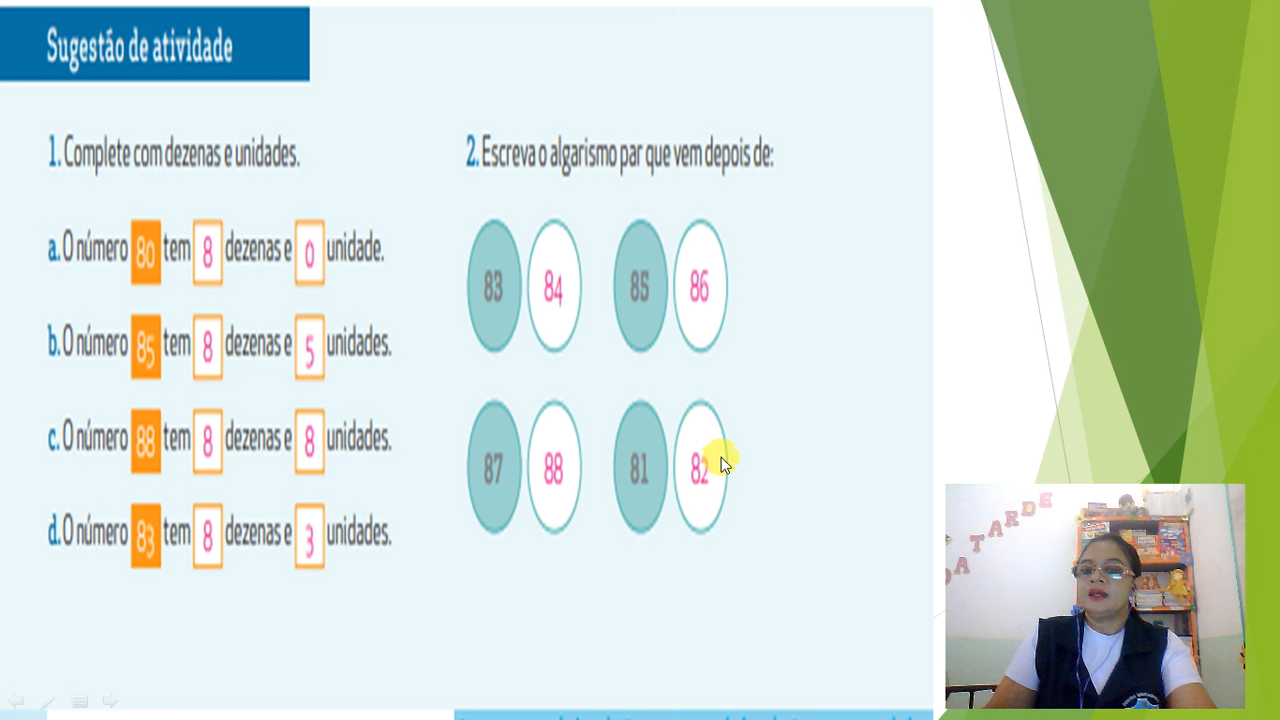 Sugestão de atividade
1. Complete com dezenas e unidades.
a. O número 80 tem 8 dezenas e 0 unidade.
b. O número 85 tem 8 dezenas e 5 unidades.
c. O número 88 tem 8 dezenas e 8 unidades.
d. O número 83 tem 8 dezenas e 3 unidades.
2. Escreva o algarismo par que vem depois de:
83 84 85 86
87 88 81 82
A TARDE